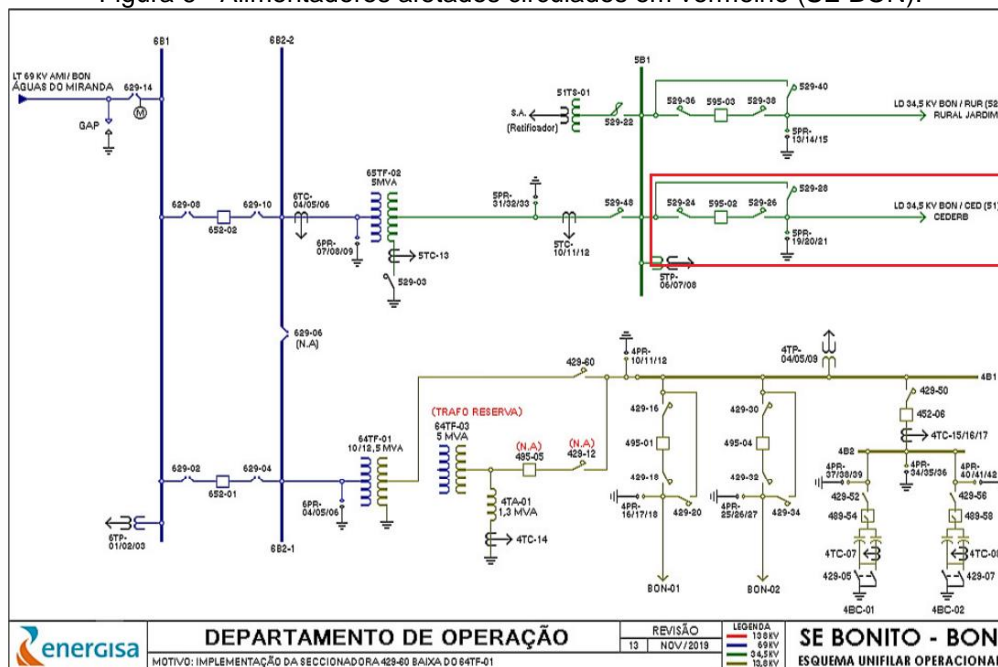 6B1
6B2-2
5B1
LT 69 KV AMI/ BON
ÁGUAS DO MIRANDA
629-14
M
GAP
51TS-01
S.A.
(Retificador)
529-22
529-36
595-03
529-38
529-40
5PR-
13/14/15
LD 34,5 KV BON / RUR (52
RURAL JARDIM
629-08
652-02
629-10
6TC-
04/05/06
6PR-
07/08/09
65TF-02
5MVA
5TC-13
529-03
5PR-
31/32/33
5TC-
10/11/12
529-48
529-24
595-02
529-26
529-28
5PR-
19/20/21
LD 34,5 KV BON / CED (51)
CEDERB
5TP-
06/07/08
629-06
(N.A)
629-02
652-01
629-04
6TP-
01/02/03
6B2-1
6PR-
04/05/06
64TF-01
10/12,5 MVA
(TRAFO RESERVA)
64TF-03
5 MVA
(N.A)
495-05
(N.A)
429-12
4TA-01
1,3 MVA
4TC-14
429-60
4PR-
10/11/12
4TP-
04/05/09
4B1
429-16
495-01
429-18
4PR-
16/17/18
429-20
BON-01
429-30
495-04
429-32
4PR-
25/26/27
429-34
BON-02
429-50
452-06
4TC-15/16/17
4B2
4PR-
37/38/39
4PR-
34/35/36
4PR-
40/41/42
429-52
489-54
4TC-07
429-05
4BC-01
429-56
489-58
4TC-08
429-07
4BC-02
energisa
DEPARTAMENTO DE OPERAÇÃO
MOTIVO: IMPLEMENTAÇÃO DA SECCIONADORA 429-60 BAIXA DO 64TF-01
REVISÃO
13 NOV/2019
LEGENDA
138KV
69KV
34,5KV
13,8KV
SE BONITO - BON
ESQUEMA UNIFILAR OPERACIONAL